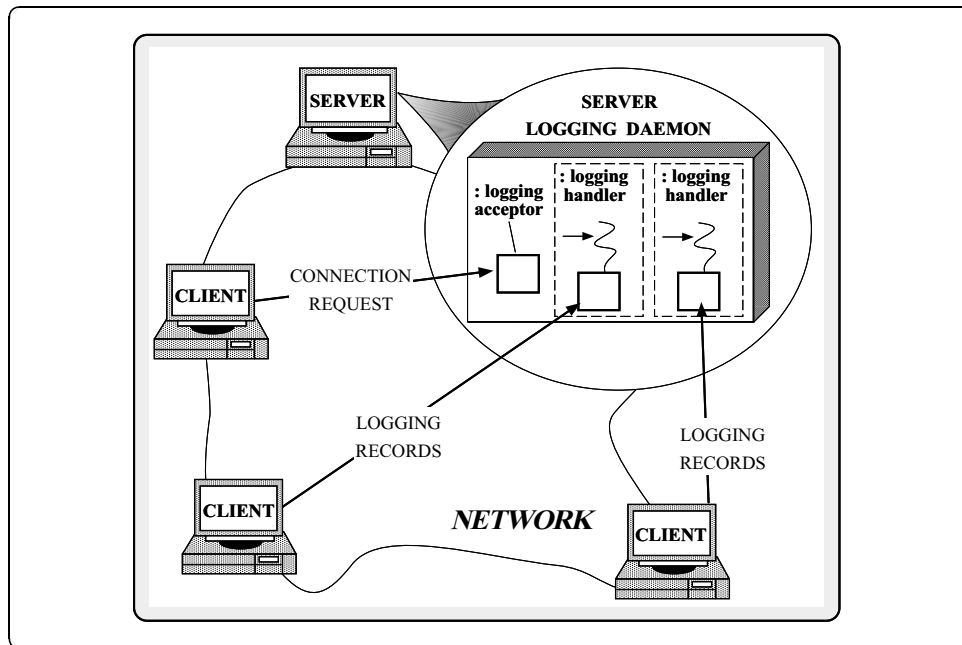 SERVER
SERVER
LOGGING DAEMON
: logging
acceptor
: logging
handler
: logging
handler
CLIENT
CONNECTION
REQUEST
LOGGING
RECORDS
LOGGING
RECORDS
CLIENT
NETWORK
CLIENT